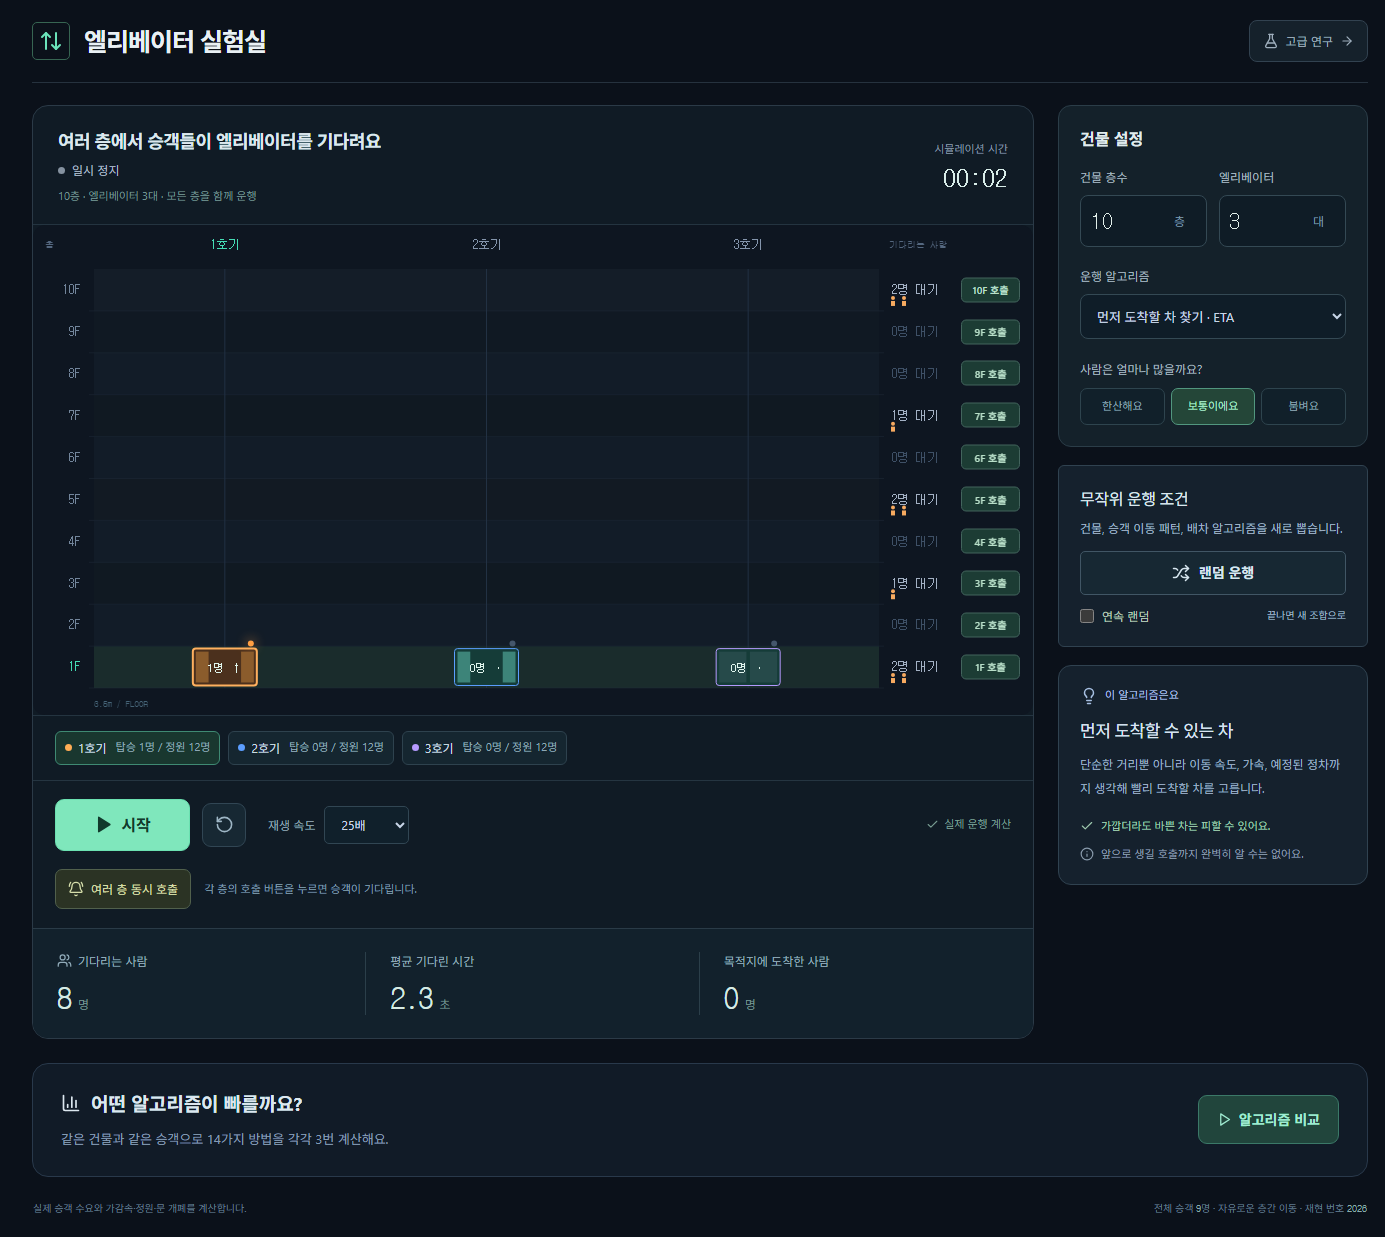 엘리베이터 실험실
고급 연구
여러 층에서 승객들이 엘리베이터를 기다려요
일시 정지
10층 · 엘리베이터 3대 · 모든 층을 함께 운행
시뮬레이션 시간
00:02
층 1호기 2호기 3호기 기다리는 사람
10F 2명 대기 10F 호출
9F 0명 대기 9F 호출
8F 0명 대기 8F 호출
7F 1명 대기 7F 호출
6F 0명 대기 6F 호출
5F 2명 대기 5F 호출
4F 0명 대기 4F 호출
3F 1명 대기 3F 호출
2F 0명 대기 2F 호출
1F 1명 ↑ 0명 · 0명 · 2명 대기 1F 호출
3.6m / FLOOR
1호기 탑승 1명 / 정원 12명
2호기 탑승 0명 / 정원 12명
3호기 탑승 0명 / 정원 12명
시작
재생 속도 25배
실제 운행 계산
여러 층 동시 호출
각 층의 호출 버튼을 누르면 승객이 기다립니다.
기다리는 사람
8 명
평균 기다린 시간
2.3 초
목적지에 도착한 사람
0 명
건물 설정
건물 층수
10 층
엘리베이터
3 대
운행 알고리즘
먼저 도착할 차 찾기 · ETA
사람은 얼마나 많을까요?
한산해요 보통이에요 붐벼요
무작위 운행 조건
건물, 승객 이동 패턴, 배차 알고리즘을 새로 뽑습니다.
랜덤 운행
연속 랜덤 끝나면 새 조합으로
이 알고리즘은요
먼저 도착할 수 있는 차
단순한 거리뿐 아니라 이동 속도, 가속, 예정된 정차까
지 생각해 빨리 도착할 차를 고릅니다.
가깝더라도 바쁜 차는 피할 수 있어요.
앞으로 생길 호출까지 완벽히 알 수는 없어요.
어떤 알고리즘이 빠를까요?
같은 건물과 같은 승객으로 14가지 방법을 각각 3번 계산해요.
알고리즘 비교
실제 승객 수요와 가감속·정원·문 개폐를 계산합니다.
전체 승객 9명 · 자유로운 층간 이동 · 재현 번호 2026